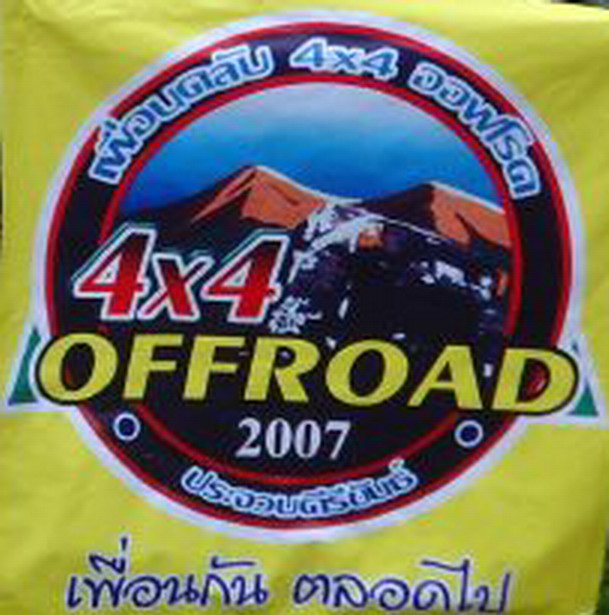 เพื่อนคลับ 4x4 ออฟโรด
4x4
OFFROAD
2007
ประจวบคีรีขันธ์
เพื่อนกัน ตลอดไป